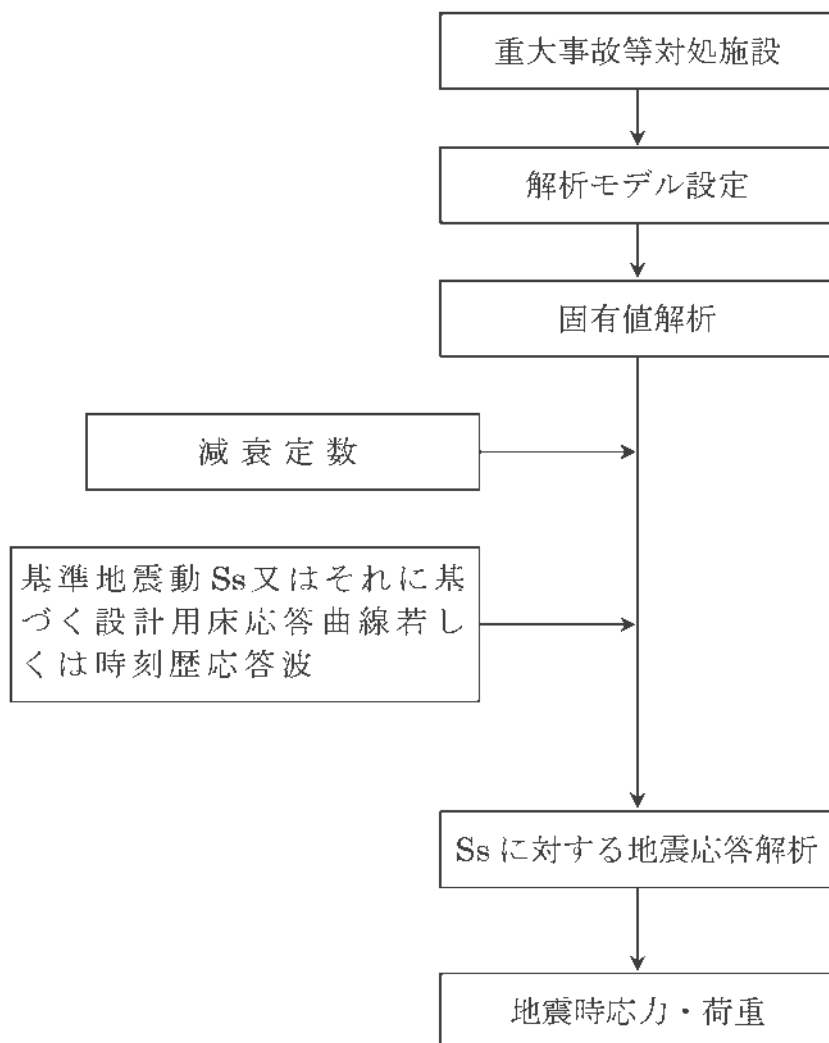 重大事故等対処施設
解析モデル設定
固有値解析
減衰定数
基準地震動Ss又はそれに基
づく設計用床応答曲線若し
くは時刻歴応答波
Ssに対する地震応答解析
地震時応力・荷重